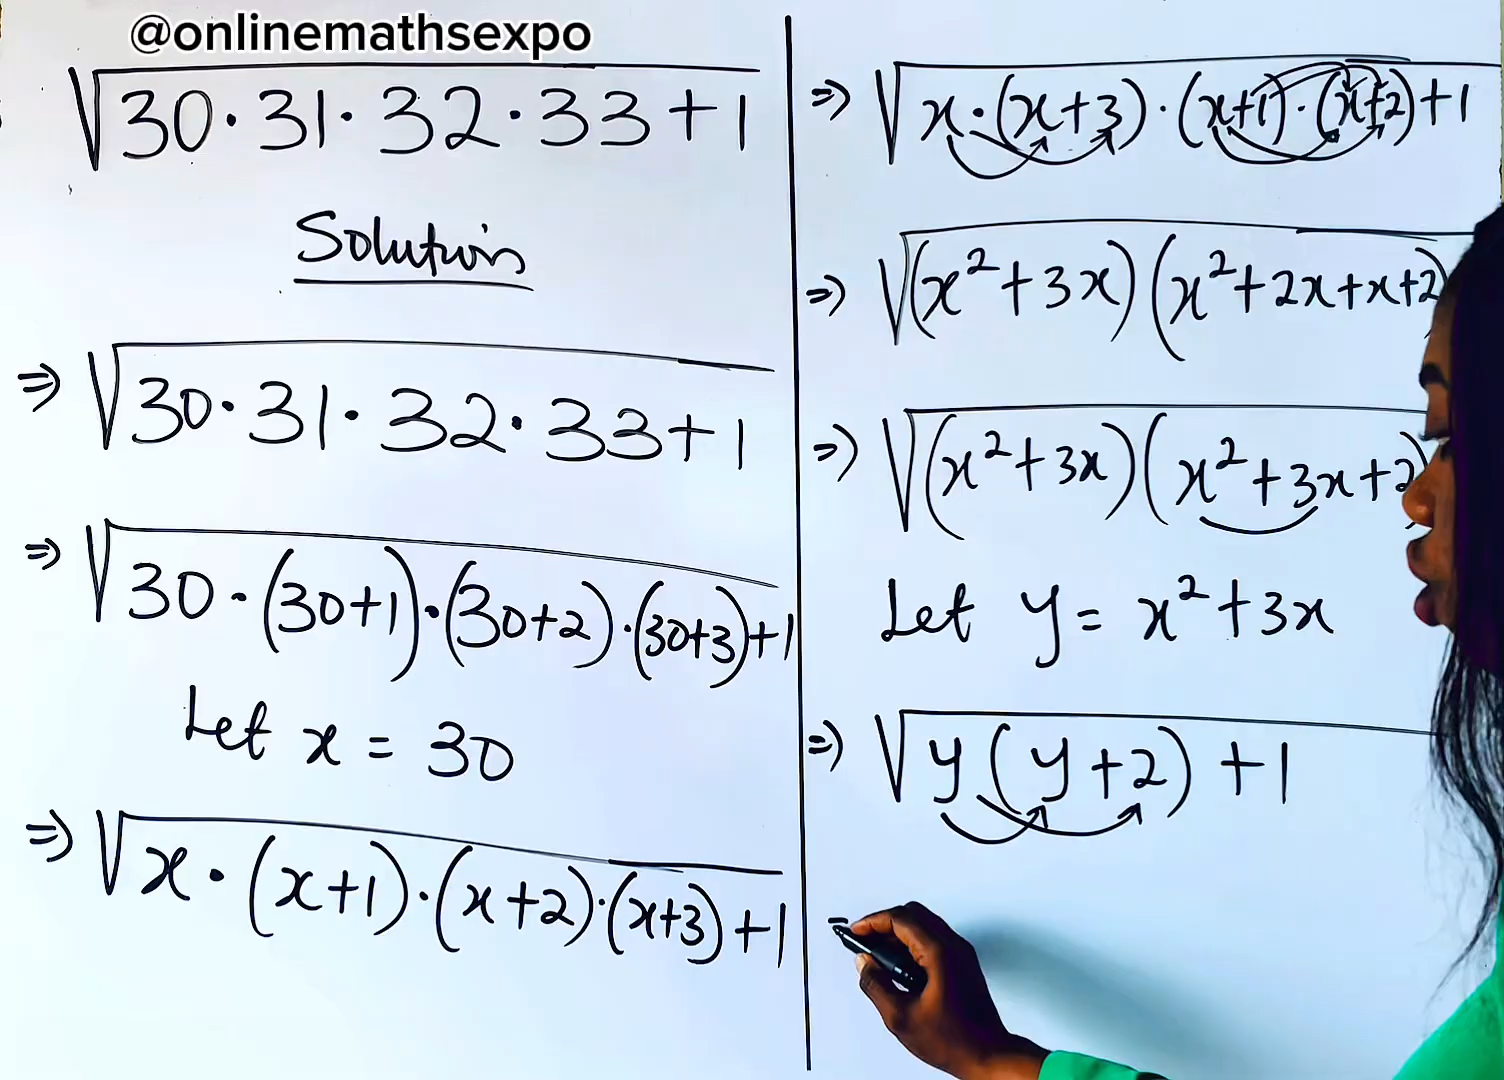 @onlinemathsexpo
√30·31·32·33+1
Solution
⇒ √30·31·32·33+1
⇒ √30·(30+1)·(30+2)·(30+3)+1
Let x = 30
⇒ √x·(x+1)·(x+2)·(x+3)+1
⇒ √x·(x+3)·(x+1)·(x+2)+1
⇒ √(x²+3x)(x²+2x+x+2)
⇒ √(x²+3x)(x²+3x+2)
Let y = x²+3x
⇒ √y(y+2)+1
=